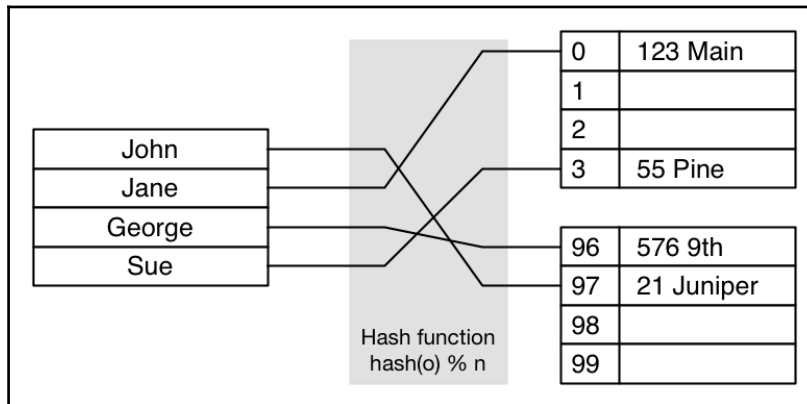 John
Jane
George
Sue
Hash function
hash(o) % n
0 123 Main
1
2
3 55 Pine
96 576 9th
97 21 Juniper
98
99